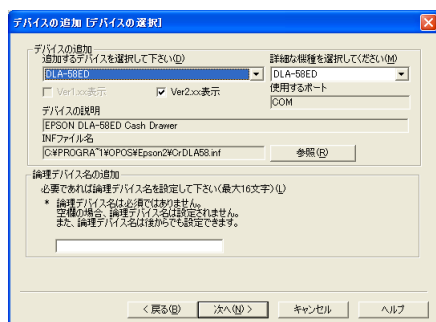 デバイスの追加 [デバイスの選択]
デバイスの追加
追加するデバイスを選択して下さい(D)
詳細な機種を選択してください(M)
DLA-58ED
DLA-58ED
Ver1.xx表示
Ver2.xx表示
使用するポート
COM
デバイスの説明
EPSON DLA-58ED Cash Drawer
INFファイル名
C:¥PROGRA~1¥OPOS¥Epson2¥CrDLA58.inf
参照(R)
論理デバイス名の追加
必要であれば論理デバイス名を設定して下さい(最大16文字)(L)
* 論理デバイス名は必須ではありません。
空欄の場合、論理デバイス名は設定されません。
また、論理デバイス名は後からでも設定できます。
< 戻る(B)
次へ(N) >
キャンセル
ヘルプ